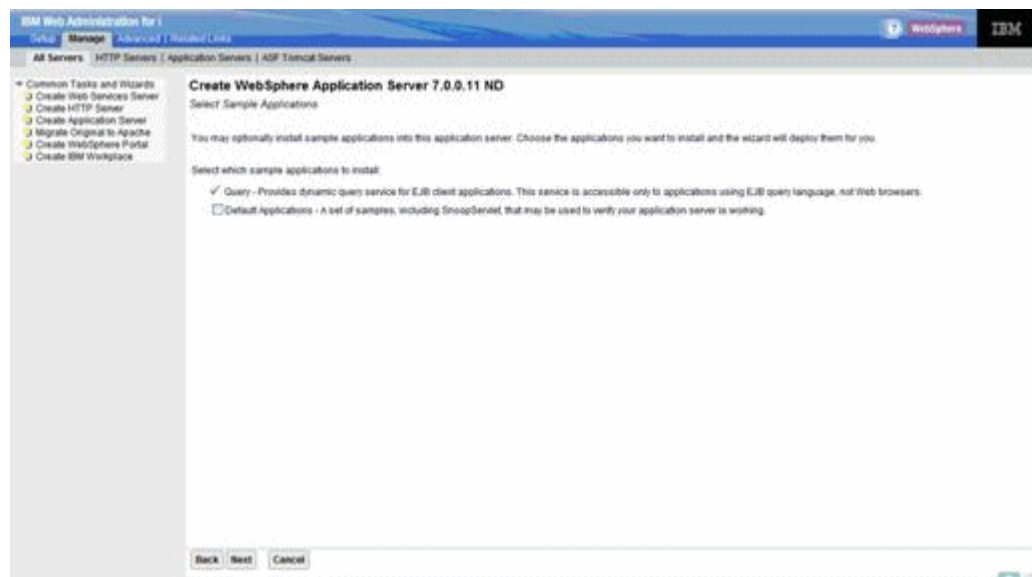 IBM Web Administration for i
WebSphere
IBM
Setup Manage Advanced | Related Links
All Servers HTTP Servers | Application Servers | ASF Tomcat Servers
Common Tasks and Wizards
Create Web Services Server
Create HTTP Server
Create Application Server
Migrate Original to Apache
Create WebSphere Portal
Create IBM Workplace
Create WebSphere Application Server 7.0.0.11 ND
Select Sample Applications
You may optionally install sample applications into this application server. Choose the applications you want to install and the wizard will deploy them for you.
Select which sample applications to install:
Query - Provides dynamic query service for EJB client applications. This service is accessible only to applications using EJB query language, not Web browsers.
Default Applications - A set of samples, including SnoopServlet, that may be used to verify your application server is working.
Back Next Cancel